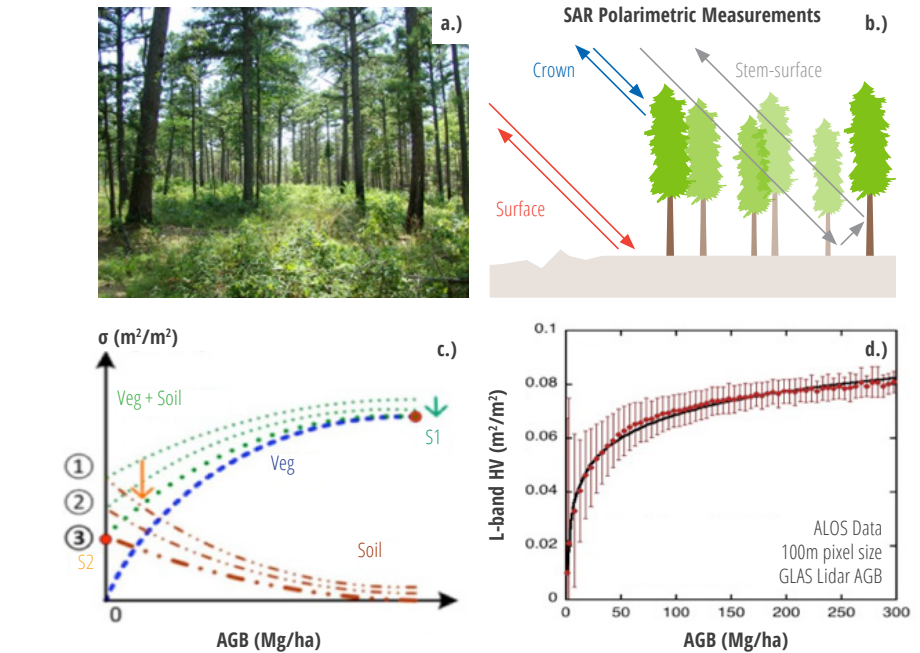 a.)
SAR Polarimetric Measurements
b.)
Crown
Stem-surface
Surface
σ (m²/m²)
c.)
Veg + Soil
S1
Veg
①
②
③
S2
Soil
0
AGB (Mg/ha)
d.)
L-band HV (m²/m²)
0.1
0.08
0.06
0.04
0.02
0
ALOS Data
100m pixel size
GLAS Lidar AGB
0 50 100 150 200 250 300
AGB (Mg/ha)